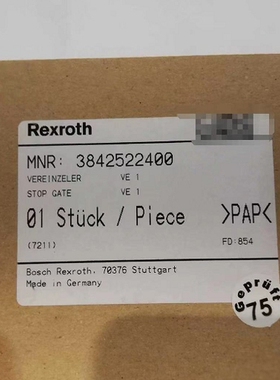 Rexroth
MNR: 3842522400
VEREINZELER VE 1
STOP GATE VE 1
01 Stück / Piece >PAP<
(721I) FD:854
Bosch Rexroth, 70376 Stuttgart
Made in Germany
Geprüft
75